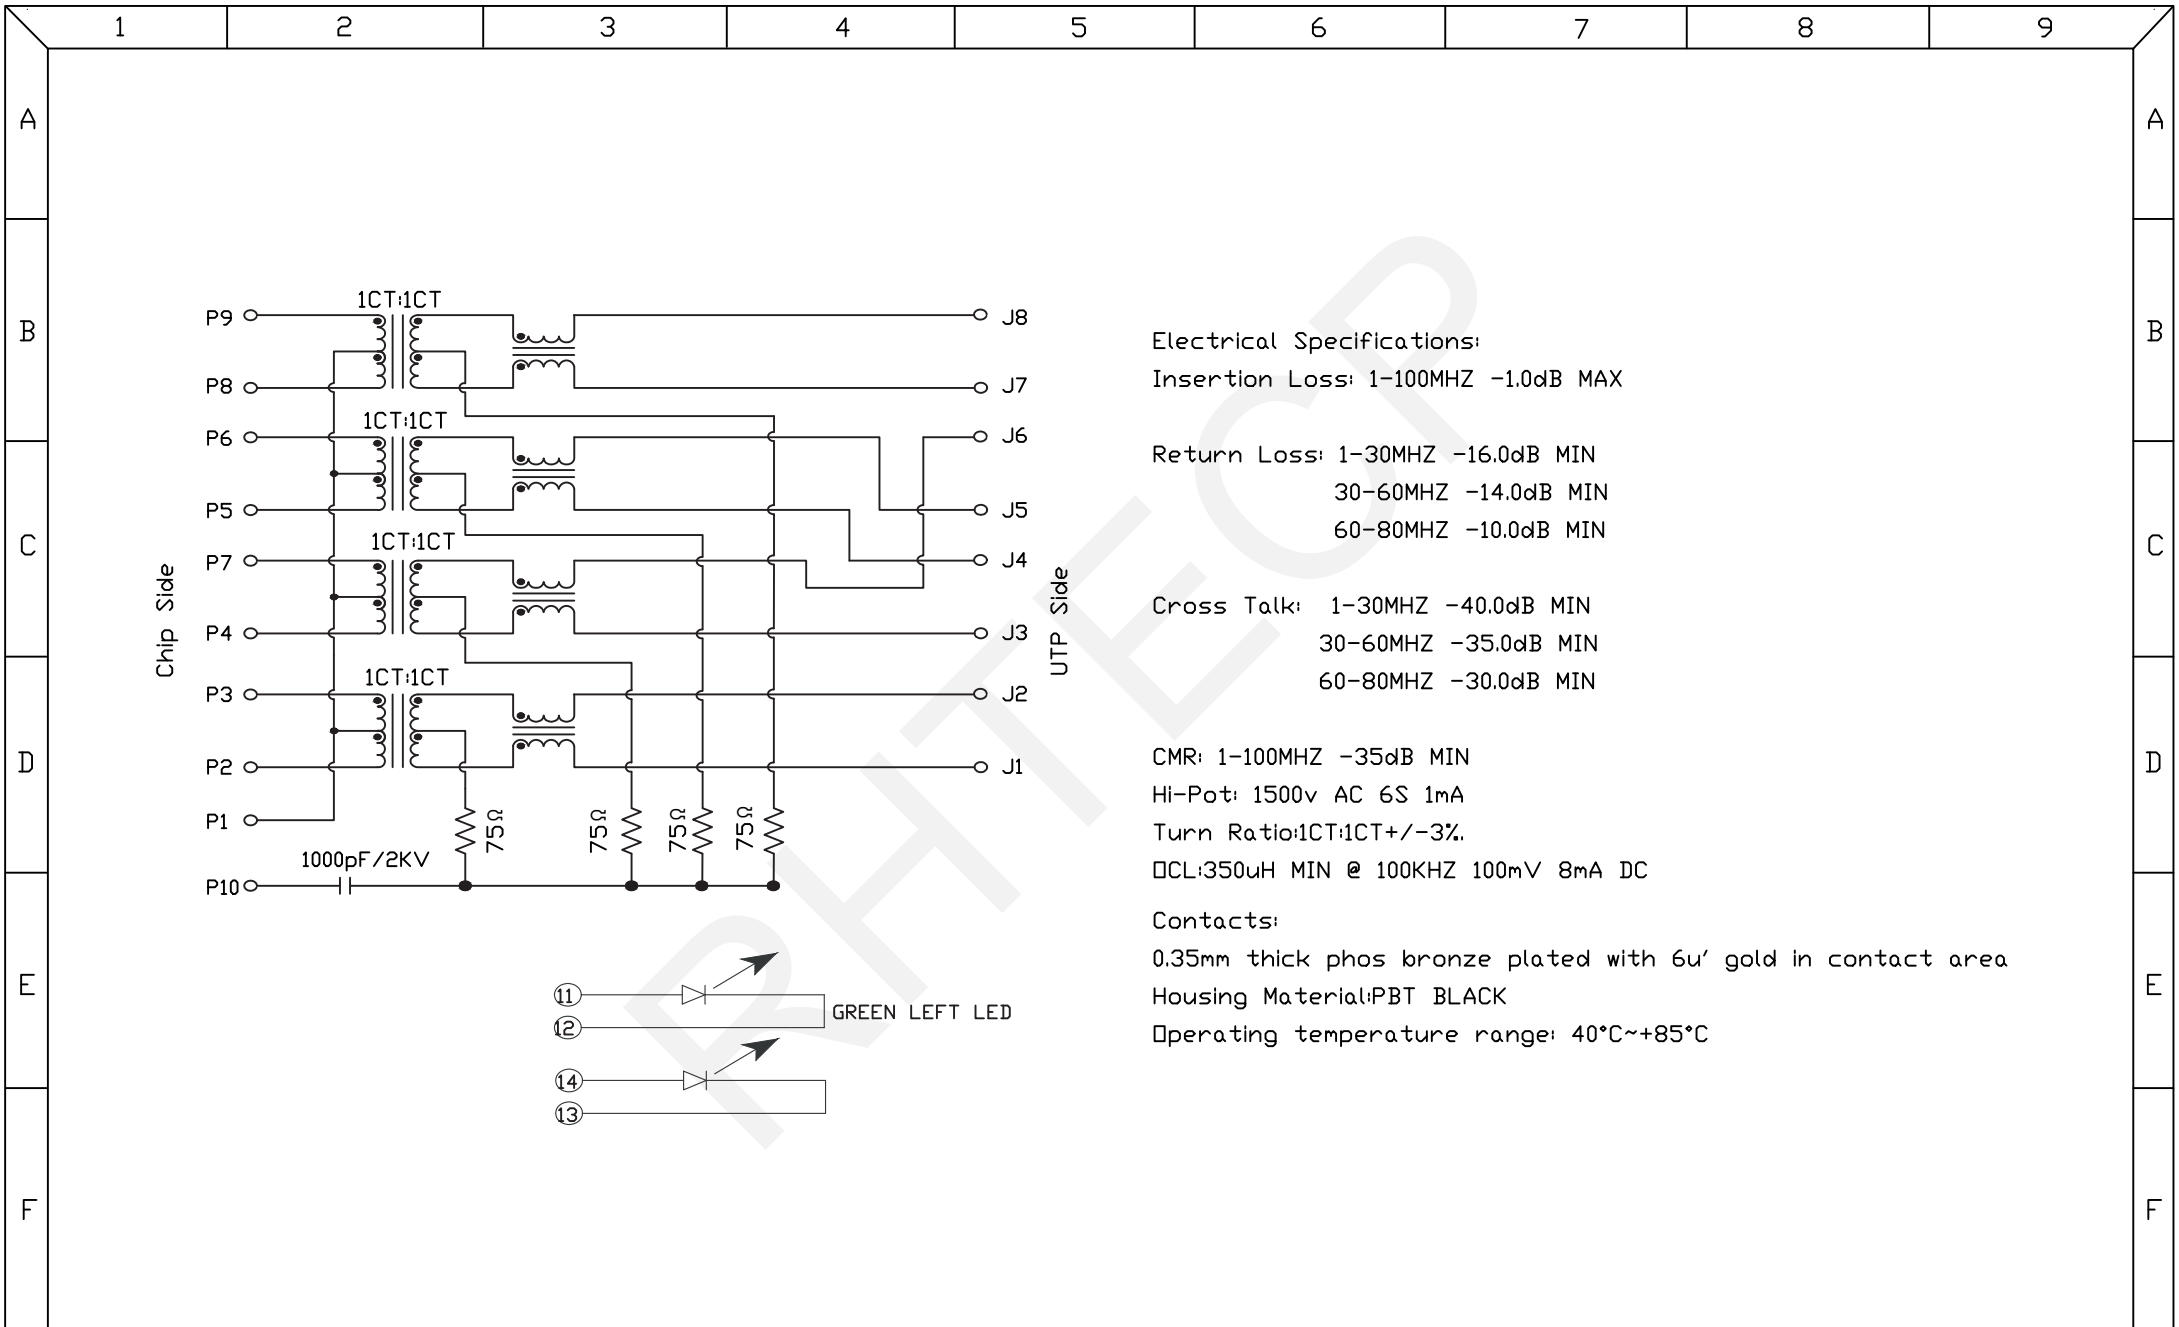 1 2 3 4 5 6 7 8 9
A A
B B
C C
D D
E E
F F
1CT:1CT
P9 J8
P8 J7
1CT:1CT
P6 J6
P5 J5
1CT:1CT
P7 J4
P4 J3
1CT:1CT
P3 J2
P2 J1
P1
75Ω 75Ω 75Ω 75Ω
1000pF/2KV
P10
Chip Side
UTP Side
11
12
GREEN LEFT LED
14
13
Electrical Specifications:
Insertion Loss: 1-100MHZ -1.0dB MAX
Return Loss: 1-30MHZ -16.0dB MIN
30-60MHZ -14.0dB MIN
60-80MHZ -10.0dB MIN
Cross Talk: 1-30MHZ -40.0dB MIN
30-60MHZ -35.0dB MIN
60-80MHZ -30.0dB MIN
CMR: 1-100MHZ -35dB MIN
Hi-Pot: 1500v AC 6S 1mA
Turn Ratio:1CT:1CT+/-3%.
OCL:350uH MIN @ 100KHZ 100mV 8mA DC
Contacts:
0.35mm thick phos bronze plated with 6u' gold in contact area
Housing Material:PBT BLACK
Operating temperature range: 40°C~+85°C
RHTECP